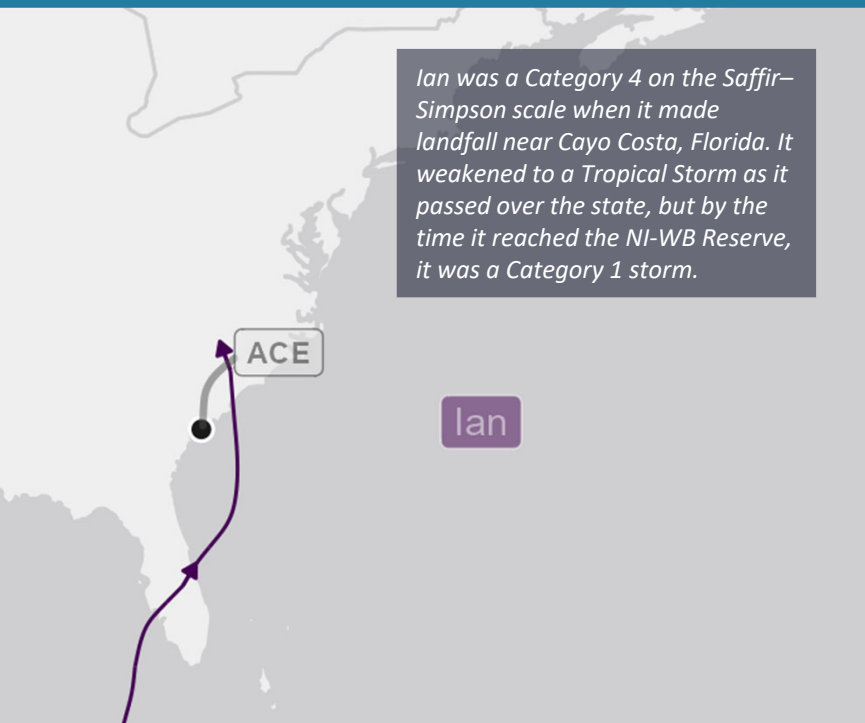 Ian was a Category 4 on the Saffir–
Simpson scale when it made
landfall near Cayo Costa, Florida. It
weakened to a Tropical Storm as it
passed over the state, but by the
time it reached the NI-WB Reserve,
it was a Category 1 storm.
ACE
Ian